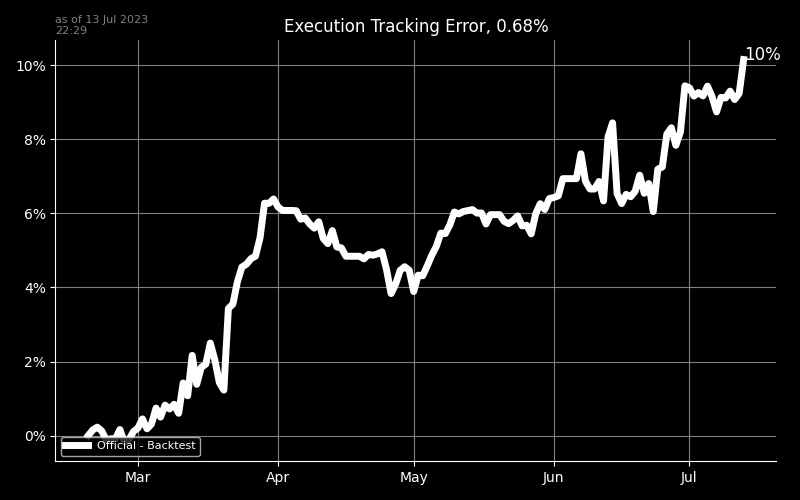 as of 13 Jul 2023
22:29
Execution Tracking Error, 0.68%
10%
10%
8%
6%
4%
2%
0%
Official - Backtest
Mar
Apr
May
Jun
Jul